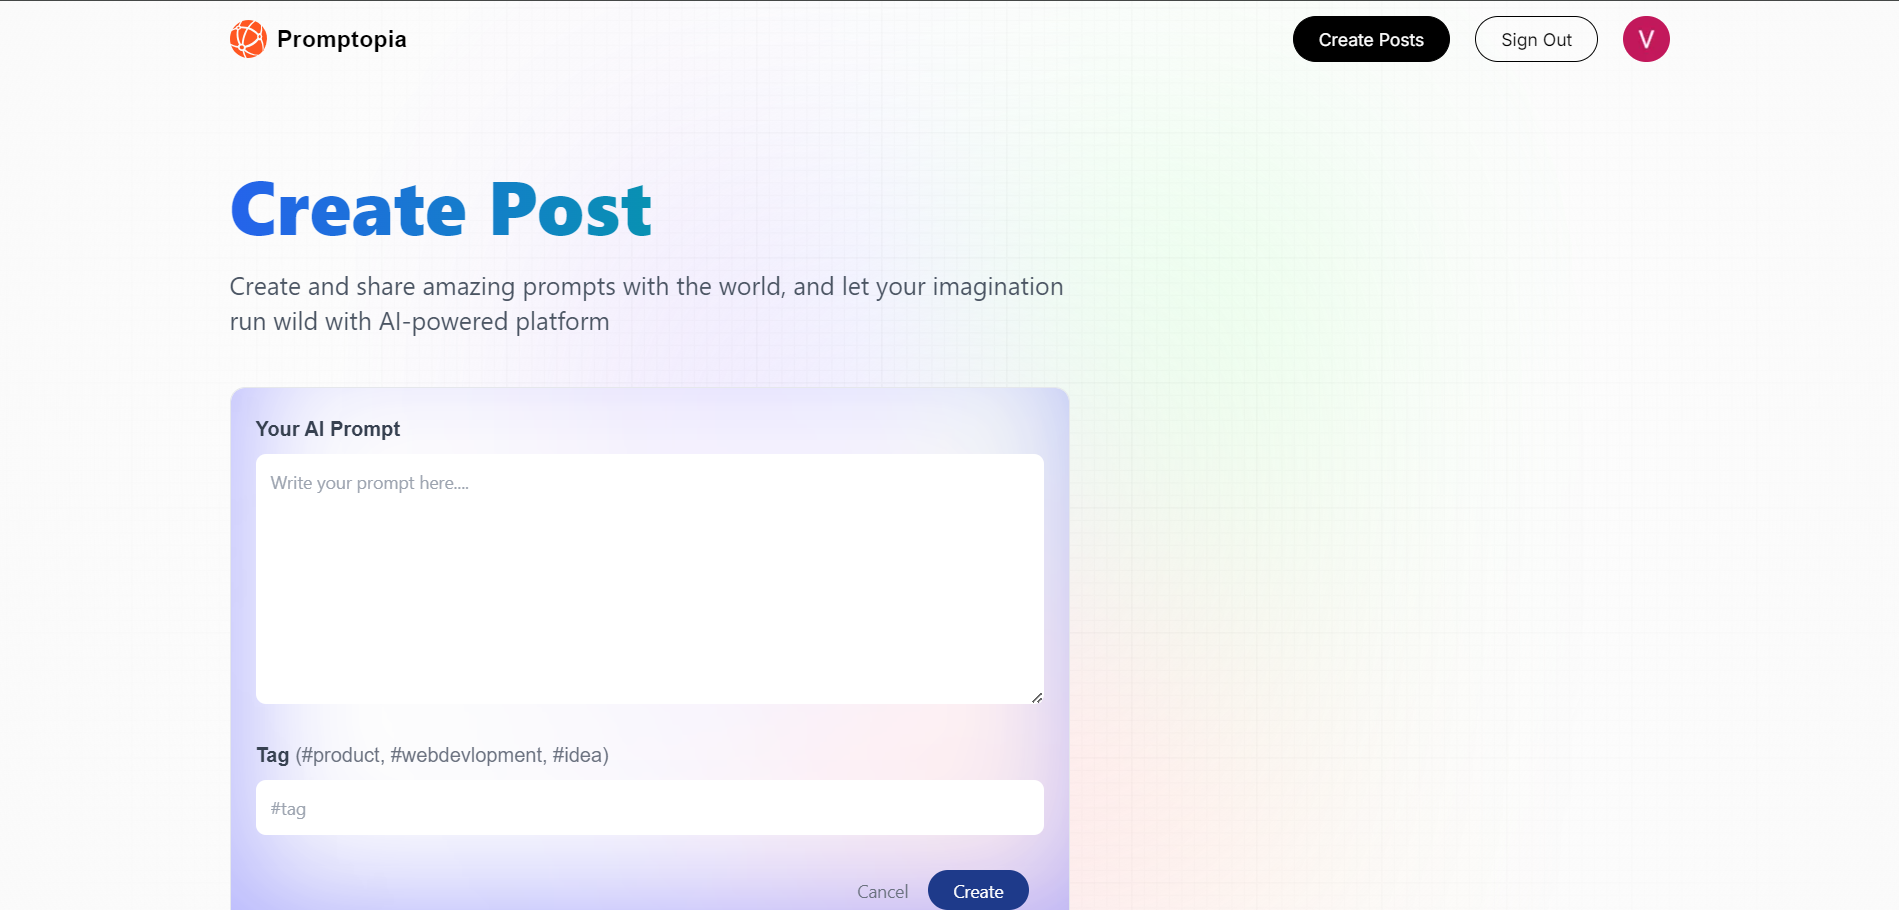 Promptopia
Create Posts
Sign Out
V
Create Post
Create and share amazing prompts with the world, and let your imagination
run wild with AI-powered platform
Your AI Prompt
Write your prompt here....
Tag (#product, #webdevlopment, #idea)
#tag
Cancel
Create